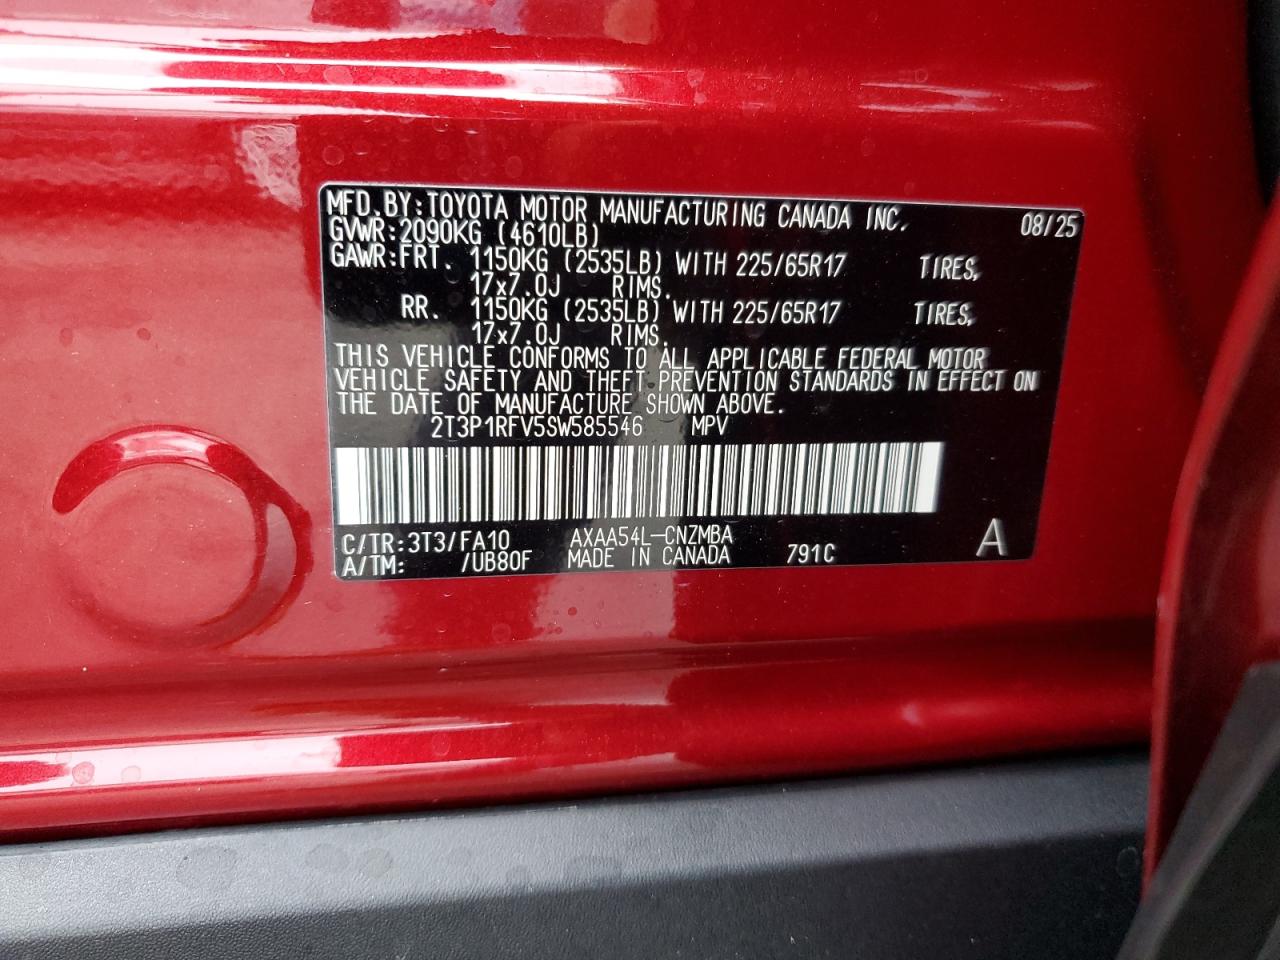 MFD.BY:TOYOTA MOTOR MANUFACTURING CANADA INC. 08/25
GVWR:2090KG (4610LB)
GAWR:FRT. 1150KG (2535LB) WITH 225/65R17 TIRES,
17x7.0J RIMS.
RR. 1150KG (2535LB) WITH 225/65R17 TIRES,
17x7.0J RIMS.
THIS VEHICLE CONFORMS TO ALL APPLICABLE FEDERAL MOTOR
VEHICLE SAFETY AND THEFT PREVENTION STANDARDS IN EFFECT ON
THE DATE OF MANUFACTURE SHOWN ABOVE.
2T3P1RFV5SW585546 MPV
C/TR:3T3/FA10 AXAA54L-CNZMBA A
A/TM: /UB80F MADE IN CANADA 791C